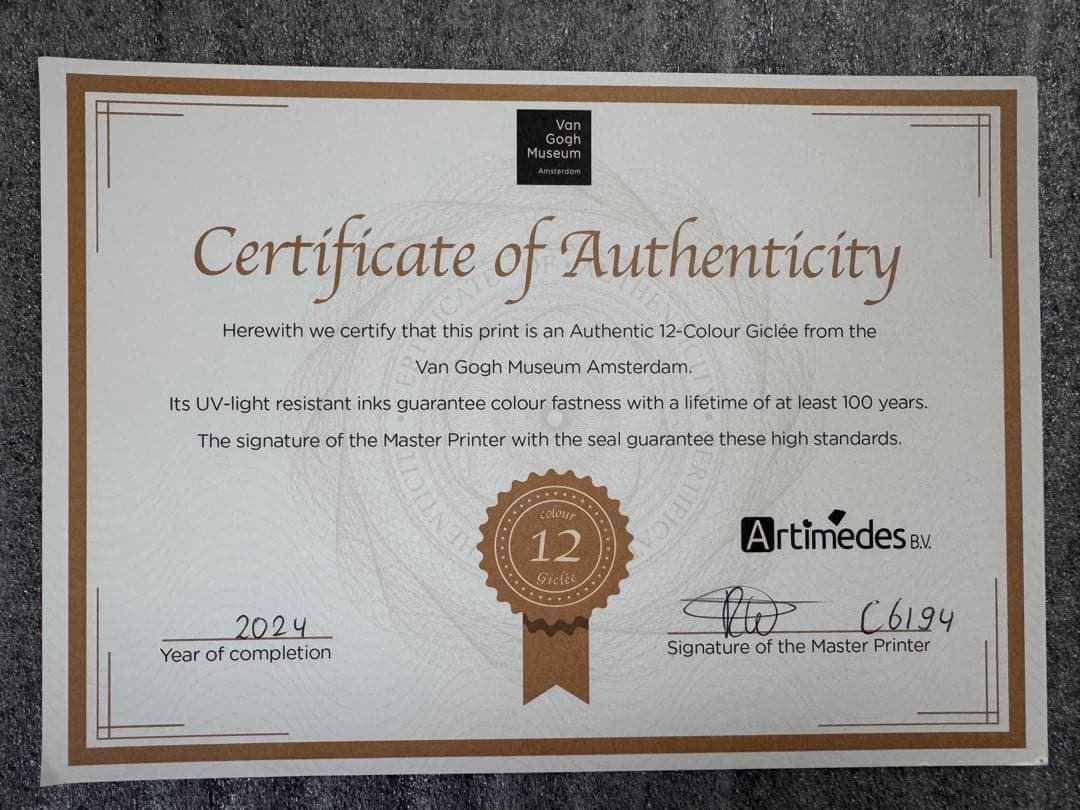 Van
Gogh
Museum
Amsterdam
Certificate of Authenticity
Herewith we certify that this print is an Authentic 12-Colour Giclée from the
Van Gogh Museum Amsterdam.
Its UV-light resistant inks guarantee colour fastness with a lifetime of at least 100 years.
The signature of the Master Printer with the seal guarantee these high standards.
colour
12
Giclée
Artimedes B.V.
2024
Year of completion
C6194
Signature of the Master Printer